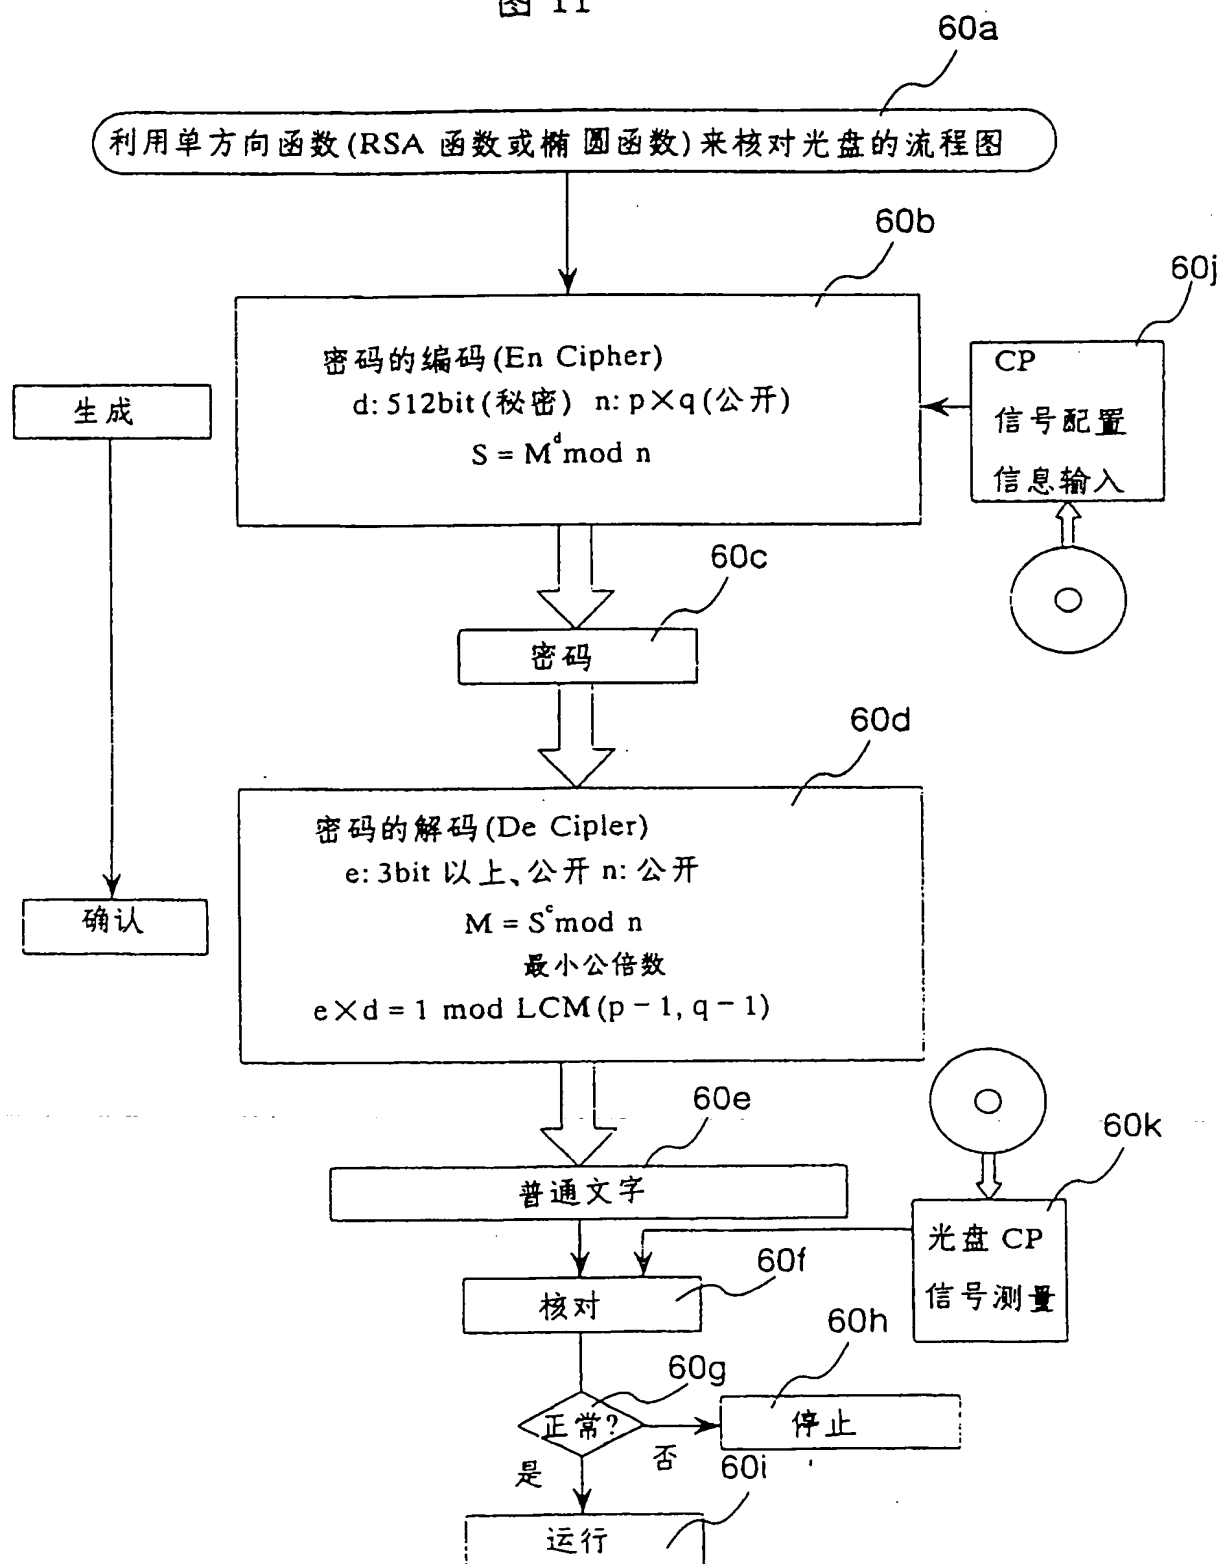 图 11
60a
利用单方向函数(RSA 函数或椭圆函数)来核对光盘的流程图
60b
60j
密码的编码(En Cipher)
d: 512bit(秘密) n: p×q(公开)
S = M^d mod n
CP
信号配置
信息输入
生成
60c
密码
60d
密码的解码(De Cipler)
e: 3bit 以上、公开 n: 公开
M = S^c mod n
最小公倍数
e×d = 1 mod LCM(p-1, q-1)
确认
60e
普通文字
60k
光盘 CP
信号测量
60f
核对
60h
60g
正常?
停止
否
是
60i
运行